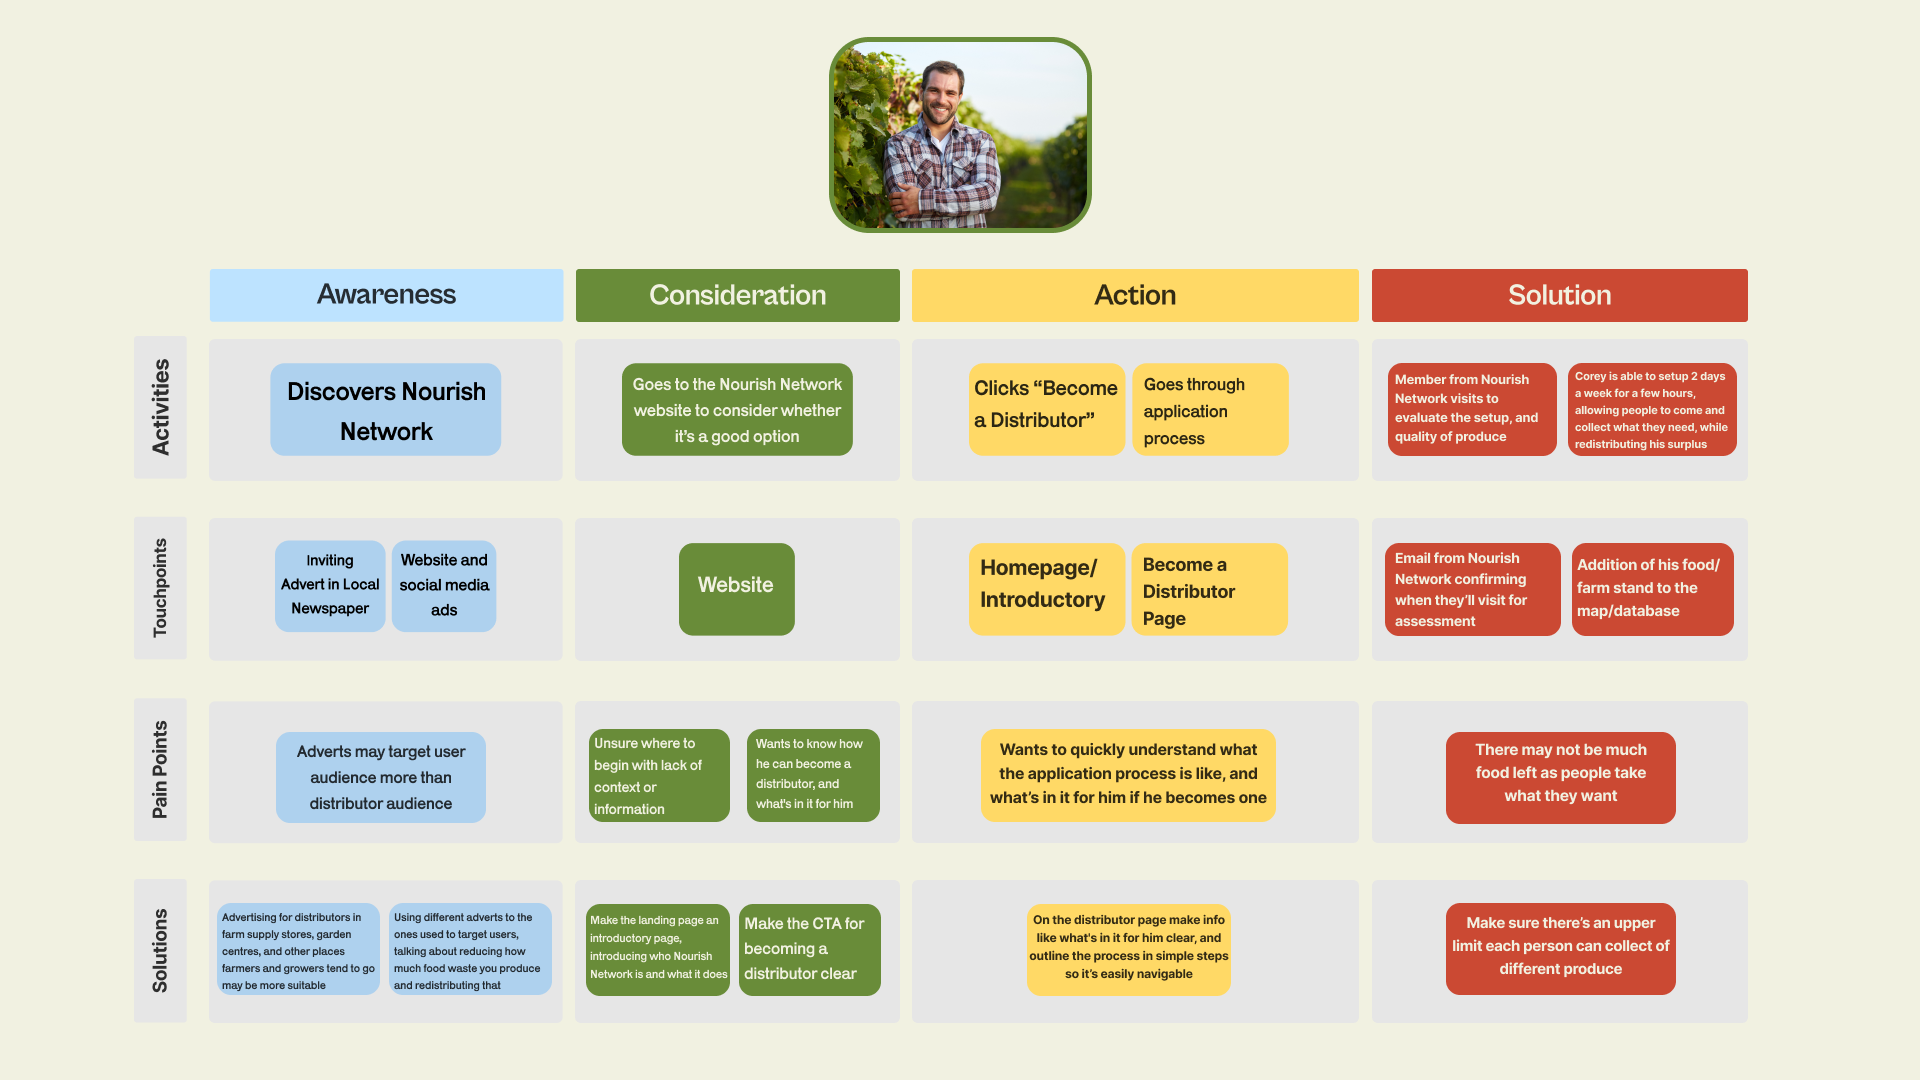 Awareness
Consideration
Action
Solution
Activities
Discovers Nourish
Network
Goes to the Nourish Network
website to consider whether
it's a good option
Clicks “Become
a Distributor”
Goes through
application
process
Member from Nourish
Network visits to
evaluate the setup, and
quality of produce
Corey is able to setup 2 days
a week for a few hours,
allowing people to come and
collect what they need, while
redistributing his surplus
Touchpoints
Inviting
Advert in Local
Newspaper
Website and
social media
ads
Website
Homepage/
Introductory
Become a
Distributor
Page
Email from Nourish
Network confirming
when they'll visit for
assessment
Addition of his food/
farm stand to the
map/database
Pain Points
Adverts may target user
audience more than
distributor audience
Unsure where to
begin with lack of
context or
information
Wants to know how
he can become a
distributor, and
what's in it for him
Wants to quickly understand what
the application process is like, and
what's in it for him if he becomes one
There may not be much
food left as people take
what they want
Solutions
Advertising for distributors in
farm supply stores, garden
centres, and other places
farmers and growers tend to go
may be more suitable
Using different adverts to the
ones used to target users,
talking about reducing how
much food waste you produce
and redistributing that
Make the landing page an
introductory page,
introducing who Nourish
Network is and what it does
Make the CTA for
becoming a
distributor clear
On the distributor page make info
like what's in it for him clear, and
outline the process in simple steps
so it's easily navigable
Make sure there's an upper
limit each person can collect of
different produce